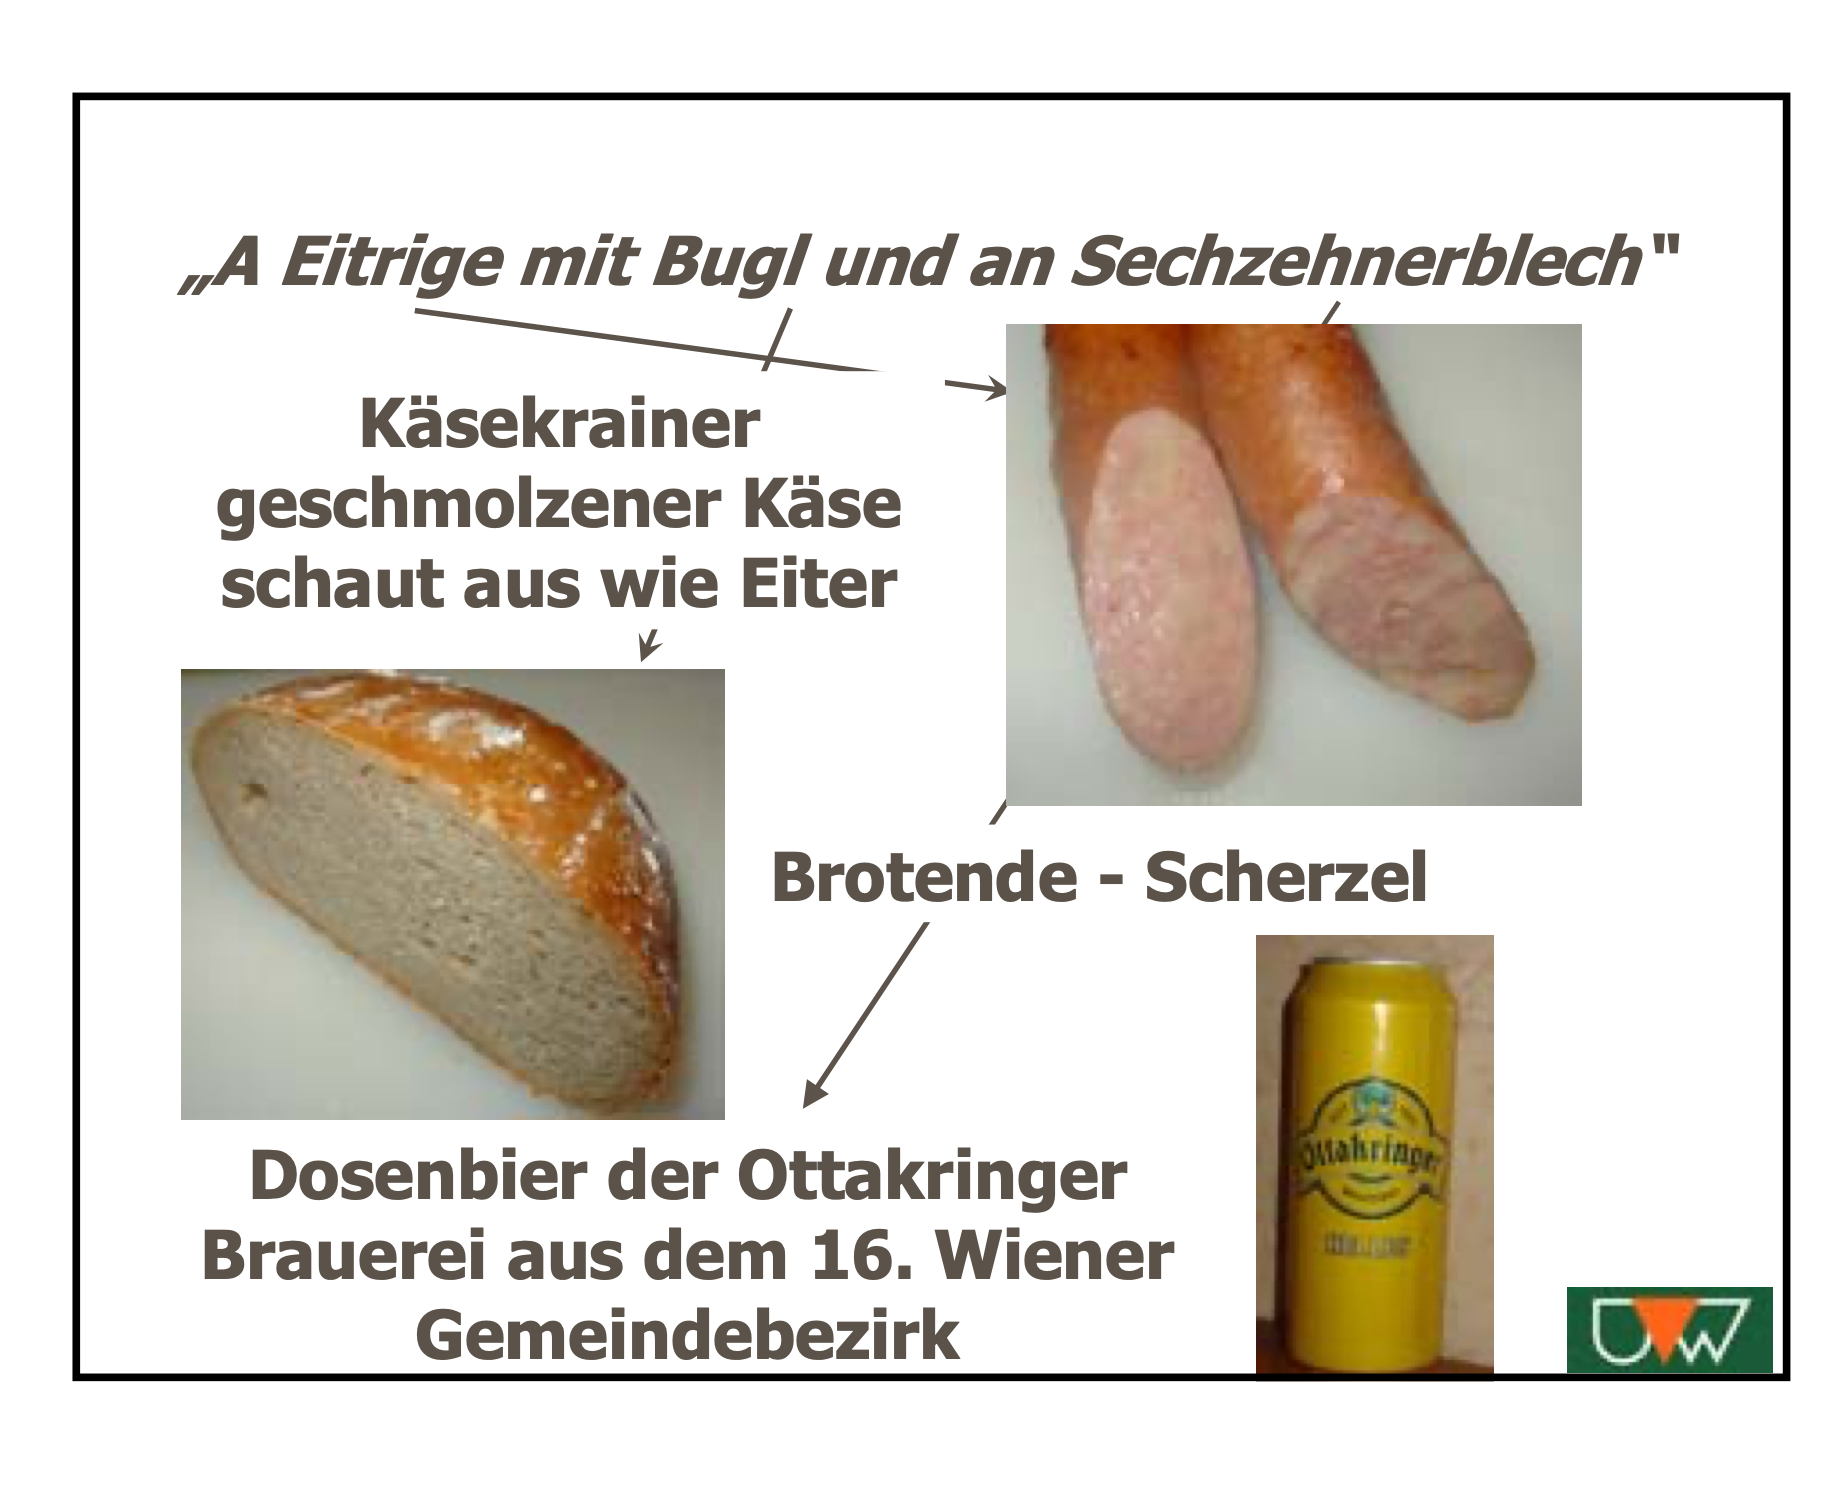 „A Eitrige mit Bugl und an Sechzehnerblech"
Käsekrainer
geschmolzener Käse
schaut aus wie Eiter
Brotende - Scherzel
Ottakringer
Dosenbier der Ottakringer
Brauerei aus dem 16. Wiener
Gemeindebezirk